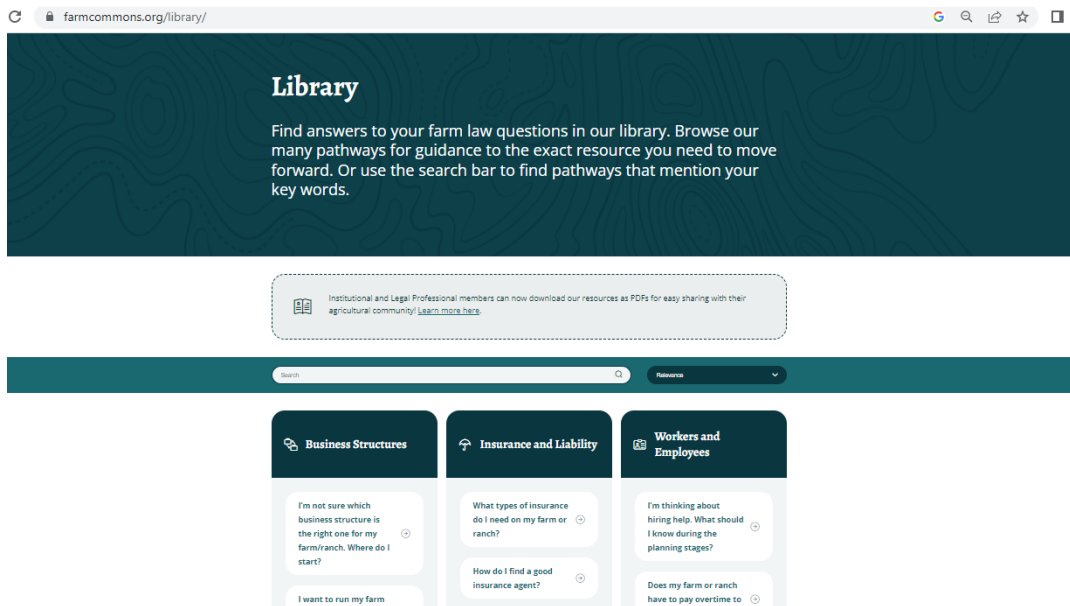 farmcommons.org/library/
Library
Find answers to your farm law questions in our library. Browse our
many pathways for guidance to the exact resource you need to move
forward. Or use the search bar to find pathways that mention your
key words.
Institutional and Legal Professional members can now download our resources as PDFs for easy sharing with their
agricultural community! Learn more here.
Search
Relevance
Business Structures
I'm not sure which
business structure is
the right one for my
farm/ranch. Where do I
start?
I want to run my farm
Insurance and Liability
What types of insurance
do I need on my farm or
ranch?
How do I find a good
insurance agent?
Workers and
Employees
I'm thinking about
hiring help. What should
I know during the
planning stages?
Does my farm or ranch
have to pay overtime to